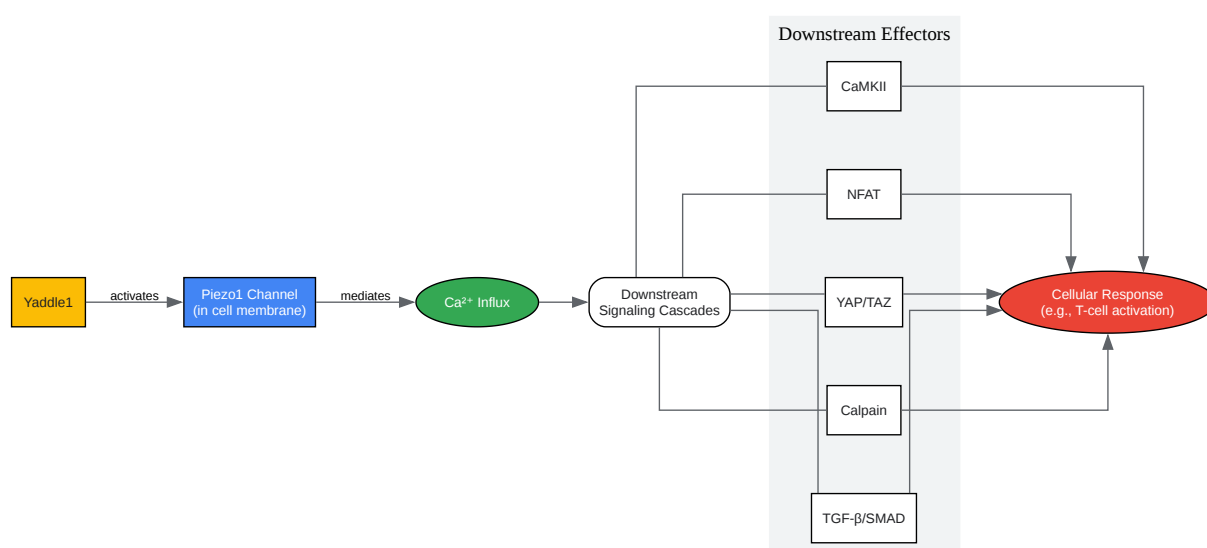 Downstream Effectors
CaMKII
NFAT
Yaddle1
activates
Piezo1 Channel
(in cell membrane)
mediates
Ca²⁺ Influx
Downstream
Signaling Cascades
YAP/TAZ
Cellular Response
(e.g., T-cell activation)
Calpain
TGF-β/SMAD